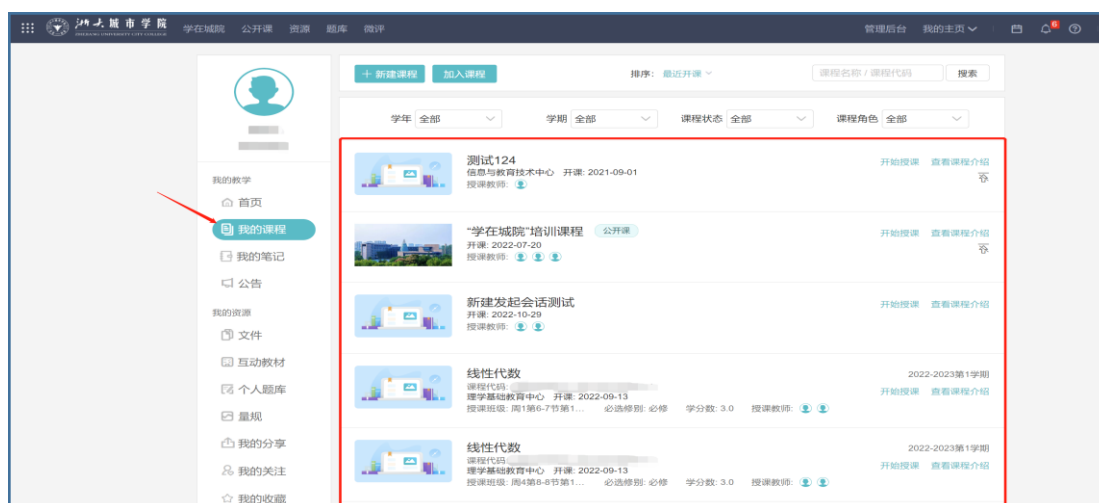 浙大城市学院 学在城院 公开课 资源 题库 微评 管理后台 我的主页 6
ZHEJIANG UNIVERSITY CITY COLLEGE
+ 新建课程 加入课程 排序: 最近开课 课程名称 / 课程代码 搜索
学年 全部 学期 全部 课程状态 全部 课程角色 全部
我的教学
首页
我的课程
我的笔记
公告
我的资源
文件
互动教材
个人题库
量规
我的分享
我的关注
我的收藏
测试124
信息与教育技术中心 开课: 2021-09-01
授课教师:
开始授课 查看课程介绍
“学在城院”培训课程 公开课
开课: 2022-07-20
授课教师:
开始授课 查看课程介绍
新建发起会话测试
开课: 2022-10-29
授课教师:
开始授课 查看课程介绍
线性代数 2022-2023第1学期
课程代码:
理学基础教育中心 开课: 2022-09-13
授课班级: 周1第6-7节第1... 必选修别: 必修 学分数: 3.0 授课教师:
开始授课 查看课程介绍
线性代数 2022-2023第1学期
课程代码:
理学基础教育中心 开课: 2022-09-13
授课班级: 周4第8-8节第1... 必选修别: 必修 学分数: 3.0 授课教师:
开始授课 查看课程介绍